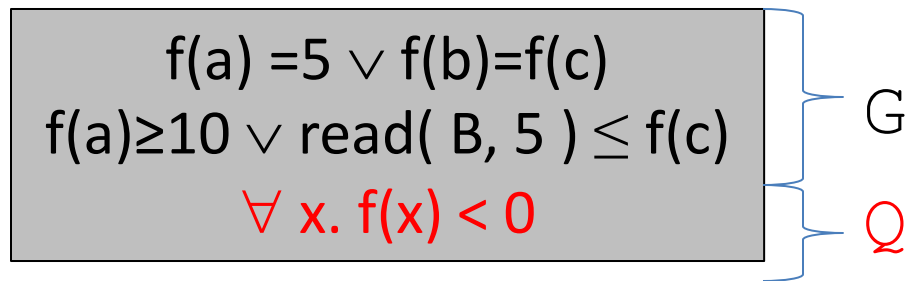 f(a) =5 ∨ f(b)=f(c)
f(a)≥10 ∨ read( B, 5 ) ≤ f(c)
G
∀ x. f(x) < 0
Q